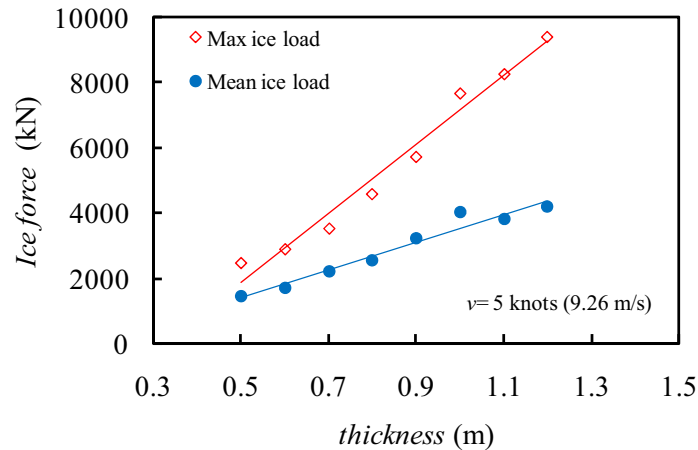 10000
8000
6000
4000
2000
0
Ice force (kN)
Max ice load
Mean ice load
v= 5 knots (9.26 m/s)
0.3 0.5 0.7 0.9 1.1 1.3 1.5
thickness (m)